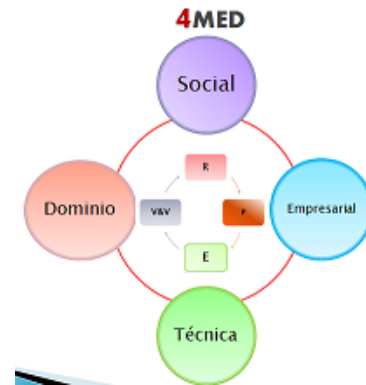 4MED
Social
R
Dominio
V&V
P
Empresarial
E
Técnica